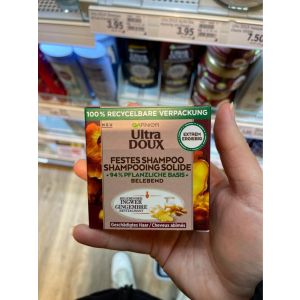 3.95
3.95
7.50
100% RECYCELBARE VERPACKUNG
NEU
GARNIER
Ultra
DOUX
EXTREM
ERGIEBIG
FESTES SHAMPOO
SHAMPOOING SOLIDE
• 94% PFLANZLICHE BASIS •
BELEBEND
INGWER
GINGEMBRE
Geschädigtes Haar / Cheveux abîmés